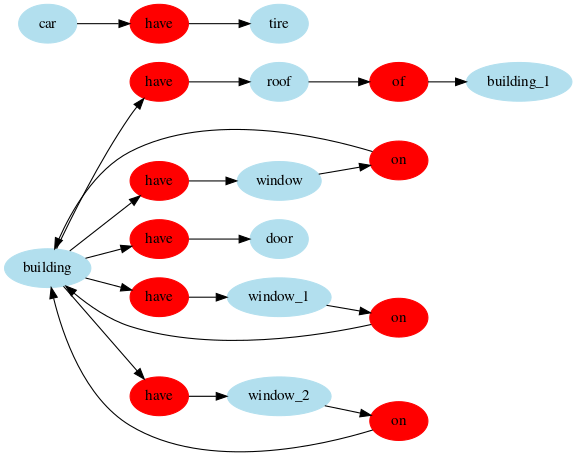 car have tire
have roof of building_1
on
have window
have door
building
have window_1
on
have window_2
on